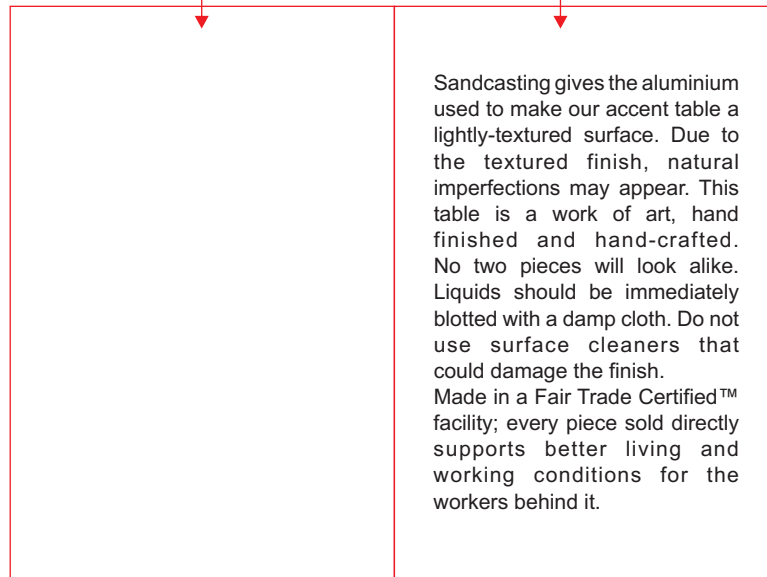 Sandcasting gives the aluminium
used to make our accent table a
lightly-textured surface. Due to
the textured finish, natural
imperfections may appear. This
table is a work of art, hand
finished and hand-crafted.
No two pieces will look alike.
Liquids should be immediately
blotted with a damp cloth. Do not
use surface cleaners that
could damage the finish.
Made in a Fair Trade Certified™
facility; every piece sold directly
supports better living and
working conditions for the
workers behind it.